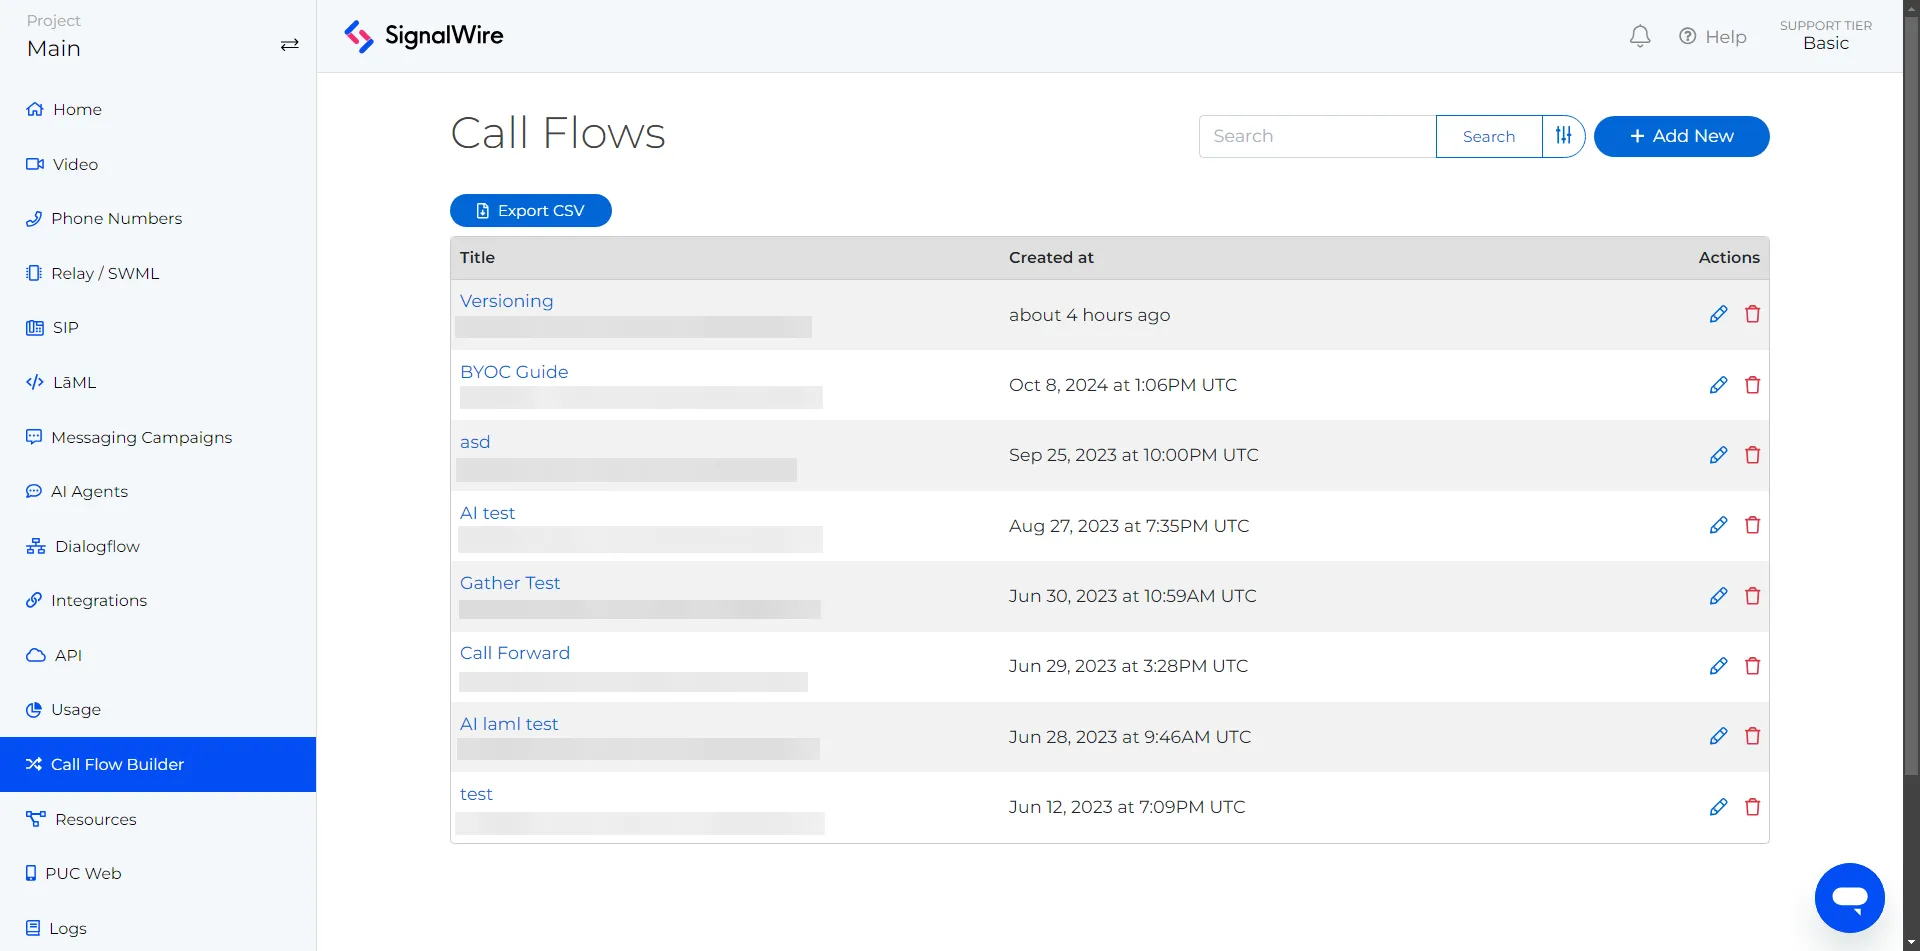 Project
Main
Home
Video
Phone Numbers
Relay / SWML
SIP
LāML
Messaging Campaigns
AI Agents
Dialogflow
Integrations
API
Usage
Call Flow Builder
Resources
PUC Web
Logs
SignalWire
Help
SUPPORT TIER
Basic
Call Flows
Search
Search
+ Add New
Export CSV
Title Created at Actions
Versioning
about 4 hours ago
BYOC Guide
Oct 8, 2024 at 1:06PM UTC
asd
Sep 25, 2023 at 10:00PM UTC
AI test
Aug 27, 2023 at 7:35PM UTC
Gather Test
Jun 30, 2023 at 10:59AM UTC
Call Forward
Jun 29, 2023 at 3:28PM UTC
AI laml test
Jun 28, 2023 at 9:46AM UTC
test
Jun 12, 2023 at 7:09PM UTC